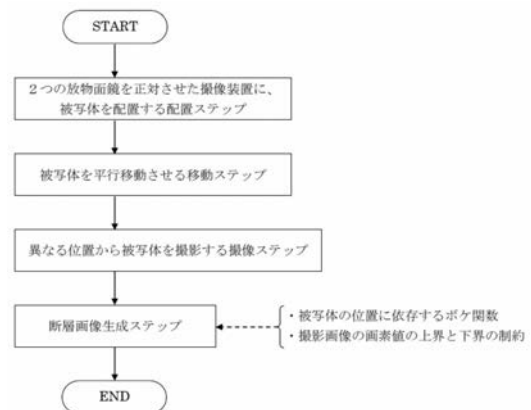 START
２つの放物面鏡を正対させた撮像装置に、
被写体を配置する配置ステップ
被写体を平行移動させる移動ステップ
異なる位置から被写体を撮影する撮像ステップ
断層画像生成ステップ
・被写体の位置に依存するボケ関数
・撮影画像の画素値の上界と下界の制約
END